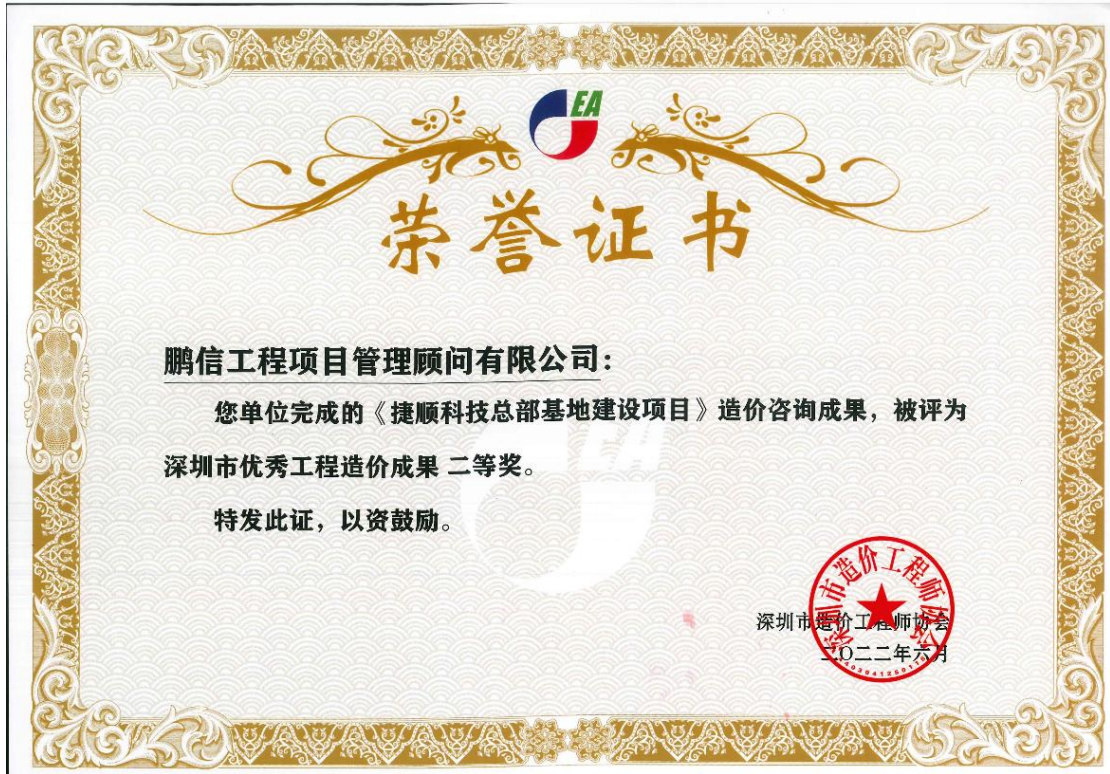 EA
荣誉证书
鹏信工程项目管理顾问有限公司:
您单位完成的《捷顺科技总部基地建设项目》造价咨询成果,被评为
深圳市优秀工程造价成果 二等奖。
特发此证,以资鼓励。
深圳市造价工程师协会
二〇二二年六月
深圳市造价工程师协会